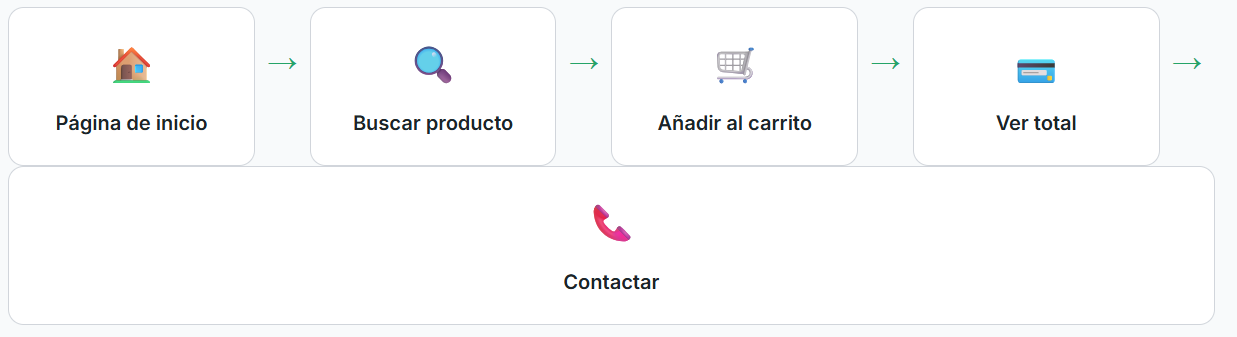 Página de inicio
Buscar producto
Añadir al carrito
Ver total
Contactar